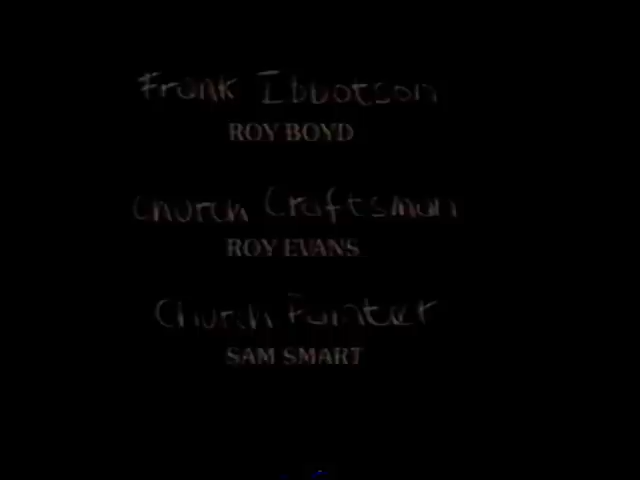 Frank Ibbotson
ROY BOYD
Church Craftsman
ROY EVANS
Church Painter
SAM SMART